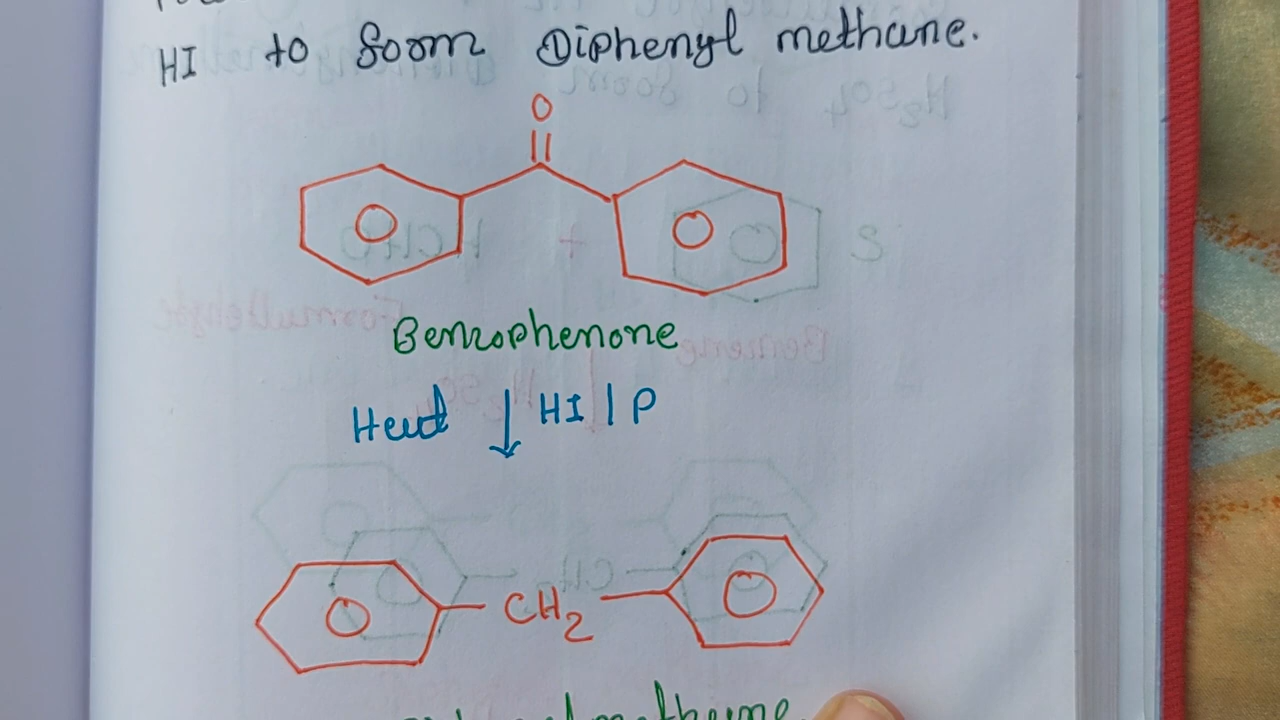 HI to form Diphenyl methane.
O
Benzophenone
Heat ↓ HI | P
CH2